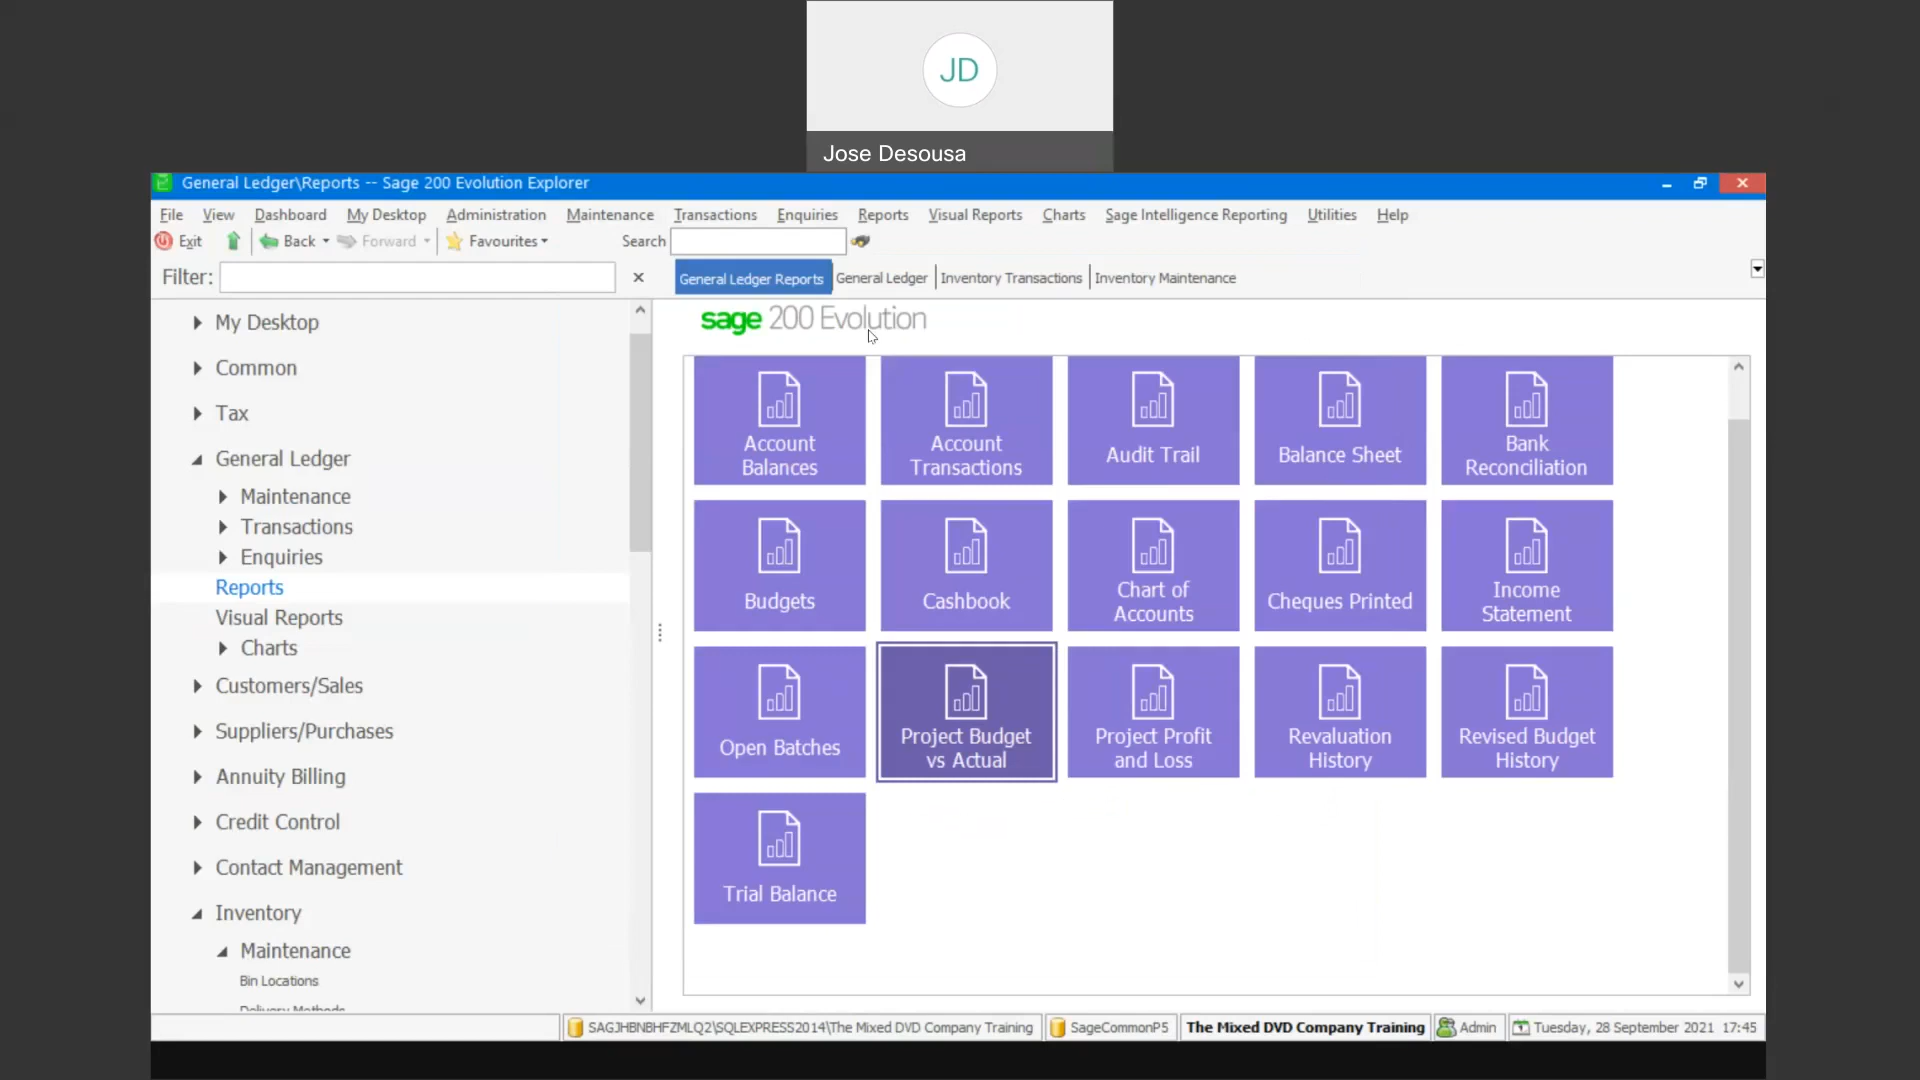 JD
Jose Desousa
General Ledger\Reports -- Sage 200 Evolution Explorer
File View Dashboard My Desktop Administration Maintenance Transactions Enquiries Reports Visual Reports Charts Sage Intelligence Reporting Utilities Help
Exit Back Forward Favourites Search
Filter:
General Ledger Reports General Ledger Inventory Transactions Inventory Maintenance
sage 200 Evolution
My Desktop
Common
Tax
General Ledger
Maintenance
Transactions
Enquiries
Reports
Visual Reports
Charts
Customers/Sales
Suppliers/Purchases
Annuity Billing
Credit Control
Contact Management
Inventory
Maintenance
Bin Locations
Delivery Methods
Account
Balances
Account
Transactions
Audit Trail
Balance Sheet
Bank
Reconciliation
Budgets
Cashbook
Chart of
Accounts
Cheques Printed
Income
Statement
Open Batches
Project Budget
vs Actual
Project Profit
and Loss
Revaluation
History
Revised Budget
History
Trial Balance
SAGJHBNBHFZMLQ2\SQLEXPRESS2014\The Mixed DVD Company Training SageCommonP5 The Mixed DVD Company Training Admin Tuesday, 28 September 2021 17:45